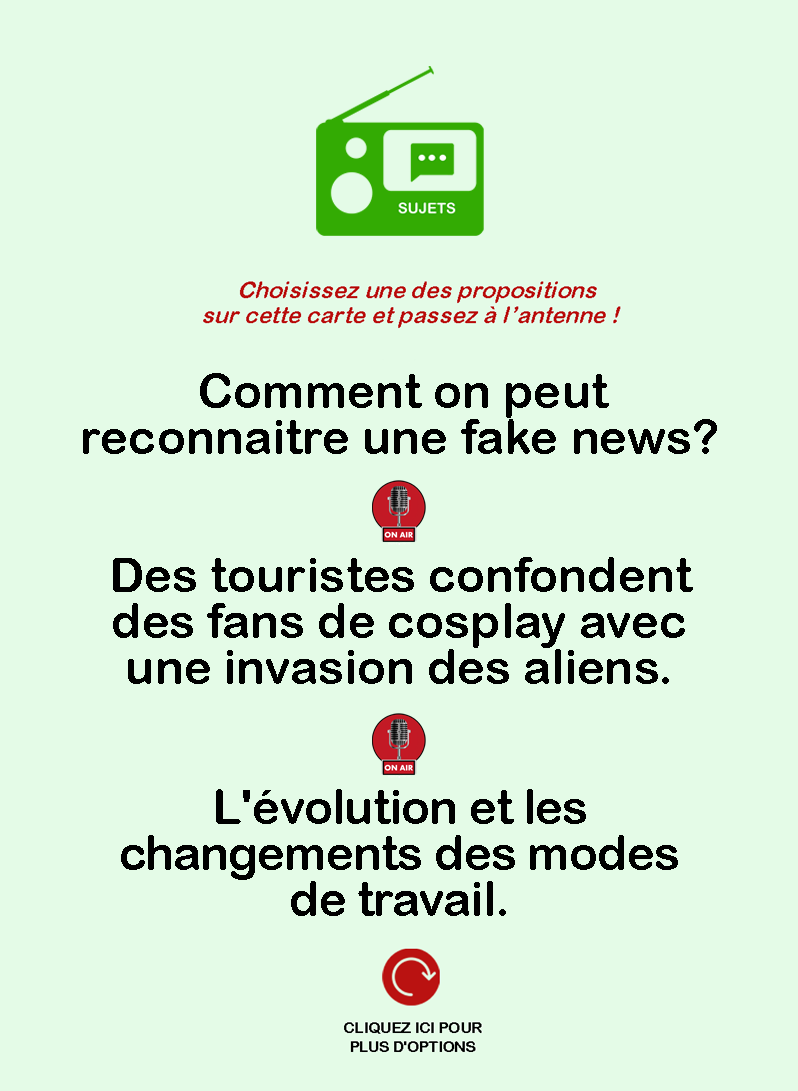 SUJETS
Choisissez une des propositions
sur cette carte et passez à l’antenne !
Comment on peut
reconnaitre une fake news?
ON AIR
Des touristes confondent
des fans de cosplay avec
une invasion des aliens.
ON AIR
L'évolution et les
changements des modes
de travail.
CLIQUEZ ICI POUR
PLUS D'OPTIONS